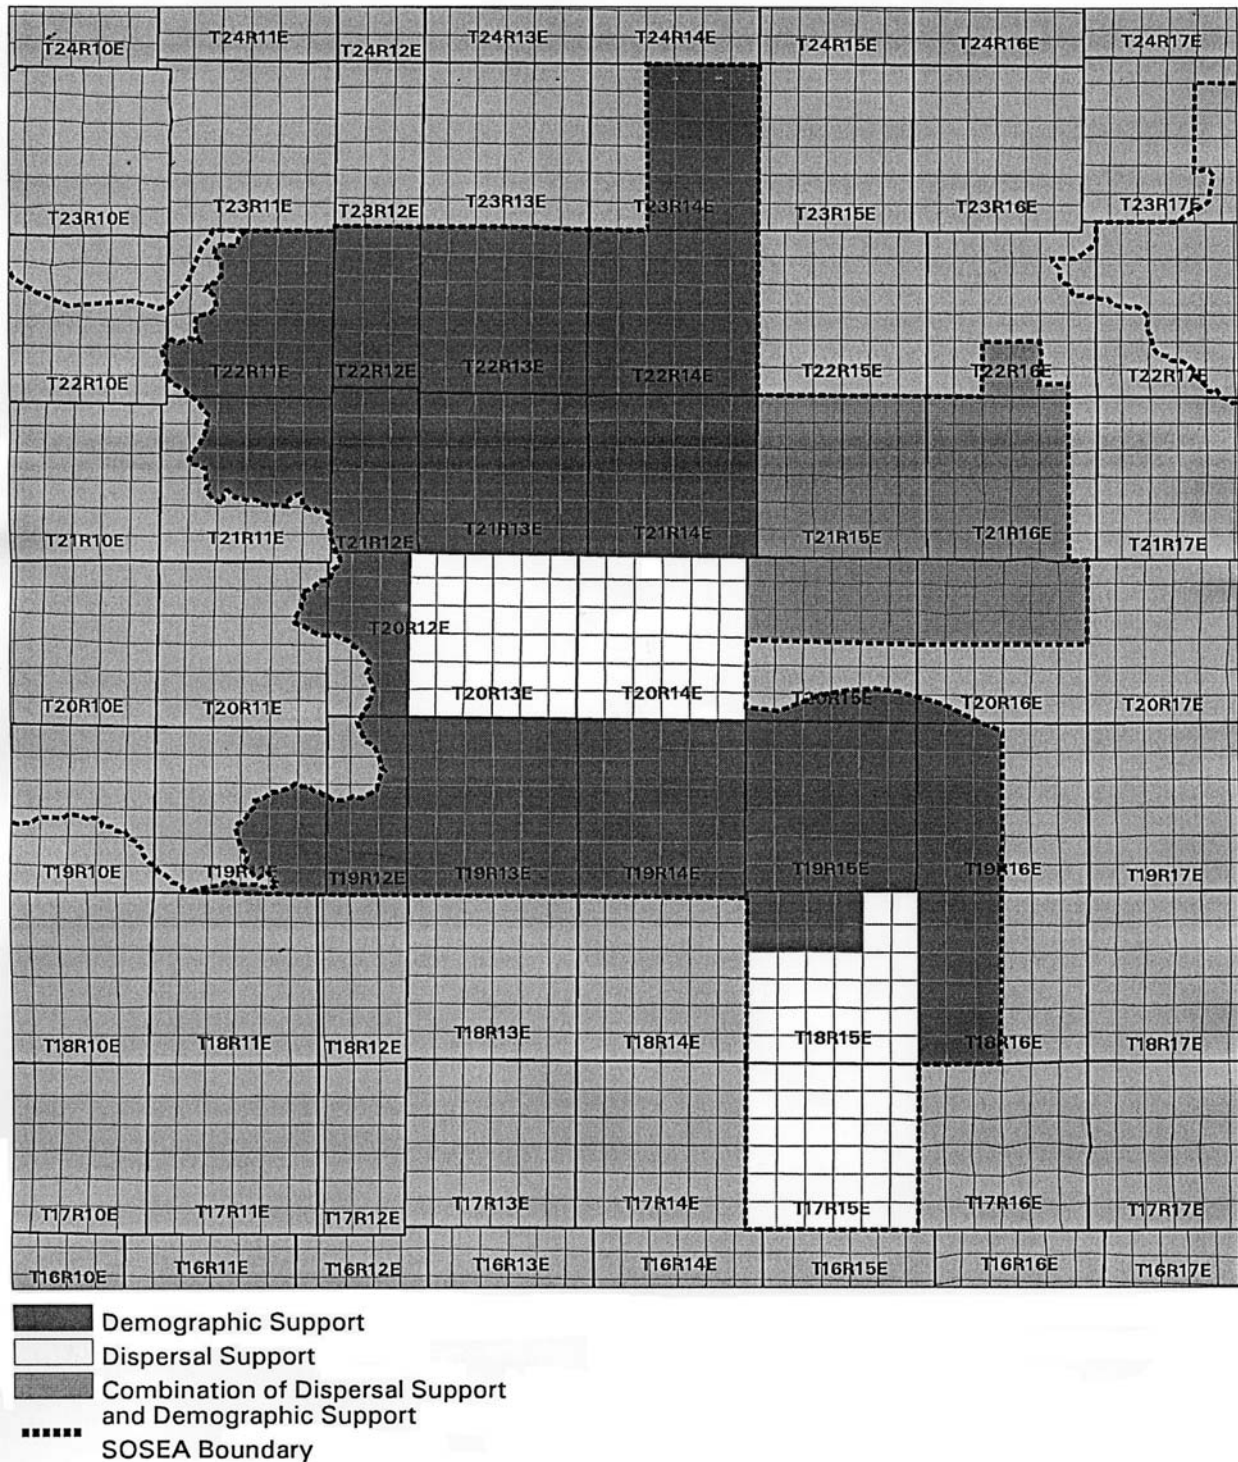 T24R10E T24R11E T24R12E T24R13E T24R14E T24R15E T24R16E T24R17E
T23R10E T23R11E T23R12E T23R13E T23R14E T23R15E T23R16E T23R17E
T22R10E T22R11E T22R12E T22R13E T22R14E T22R15E T22R16E T22R17E
T21R10E T21R11E T21R12E T21R13E T21R14E T21R15E T21R16E T21R17E
T20R12E
T20R10E T20R11E T20R13E T20R14E T20R15E T20R16E T20R17E
T19R10E T19R11E T19R12E T19R13E T19R14E T19R15E T19R16E T19R17E
T18R10E T18R11E T18R12E T18R13E T18R14E T18R15E T18R16E T18R17E
T17R10E T17R11E T17R12E T17R13E T17R14E T17R15E T17R16E T17R17E
T16R10E T16R11E T16R12E T16R13E T16R14E T16R15E T16R16E T16R17E
Demographic Support
Dispersal Support
Combination of Dispersal Support
and Demographic Support
SOSEA Boundary